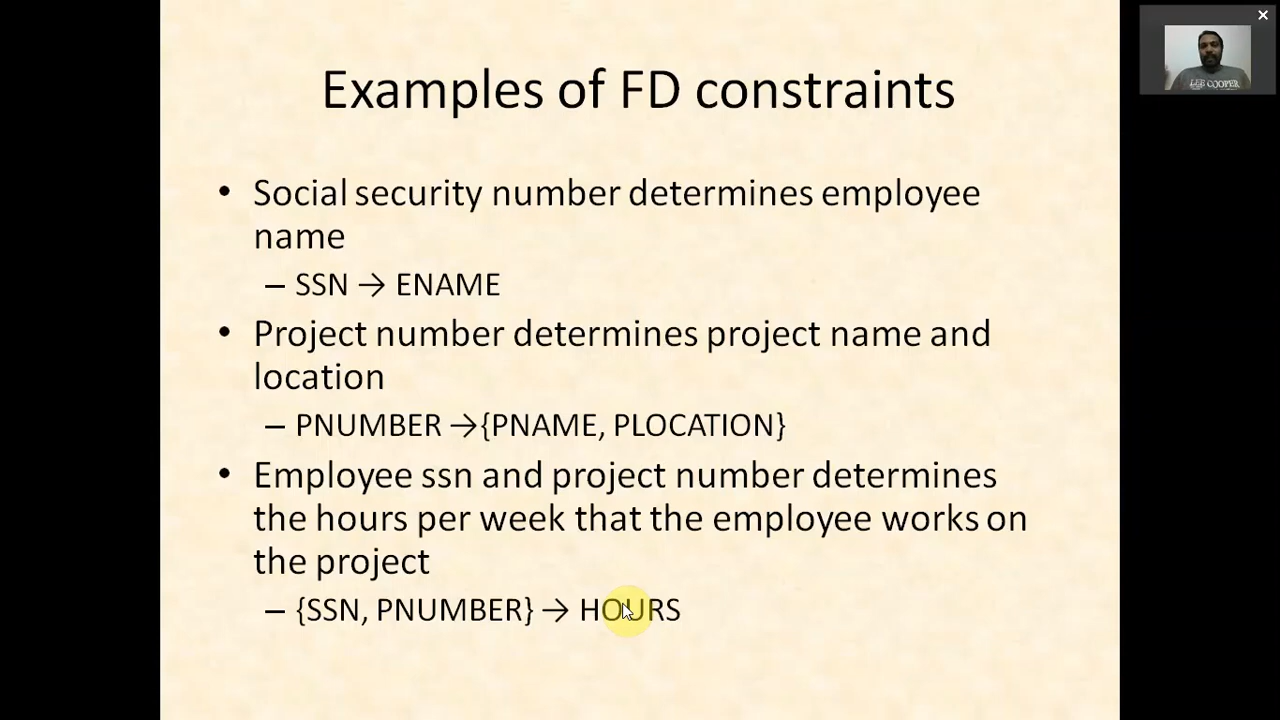 Examples of FD constraints
• Social security number determines employee
name
– SSN → ENAME
• Project number determines project name and
location
– PNUMBER →{PNAME, PLOCATION}
• Employee ssn and project number determines
the hours per week that the employee works on
the project
– {SSN, PNUMBER} → HOURS
LEE COOPER